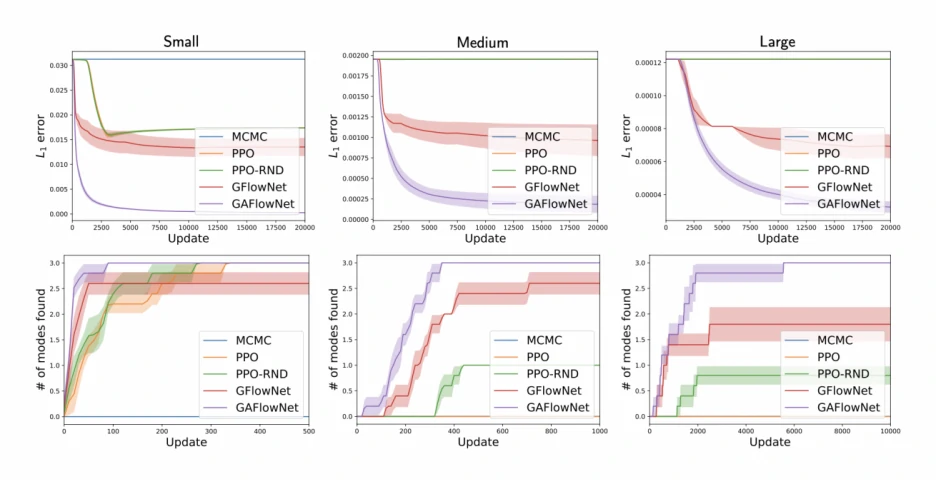 Small
L1 error
0.030
0.025
0.020
0.015
0.010
0.005
0.000
MCMC
PPO
PPO-RND
GFlowNet
GAFlowNet
0 2500 5000 7500 10000 12500 15000 17500 20000
Update
Medium
L1 error
0.00200
0.00175
0.00150
0.00125
0.00100
0.00075
0.00050
0.00025
0.00000
MCMC
PPO
PPO-RND
GFlowNet
GAFlowNet
0 2500 5000 7500 10000 12500 15000 17500 20000
Update
Large
L1 error
0.00012
0.00010
0.00008
0.00006
0.00004
MCMC
PPO
PPO-RND
GFlowNet
GAFlowNet
0 2500 5000 7500 10000 12500 15000 17500 20000
Update
# of modes found
3.0
2.5
2.0
1.5
1.0
0.5
0.0
MCMC
PPO
PPO-RND
GFlowNet
GAFlowNet
0 100 200 300 400 500
Update
# of modes found
3.0
2.5
2.0
1.5
1.0
0.5
0.0
MCMC
PPO
PPO-RND
GFlowNet
GAFlowNet
0 200 400 600 800 1000
Update
# of modes found
3.0
2.5
2.0
1.5
1.0
0.5
0.0
MCMC
PPO
PPO-RND
GFlowNet
GAFlowNet
0 2000 4000 6000 8000 10000
Update